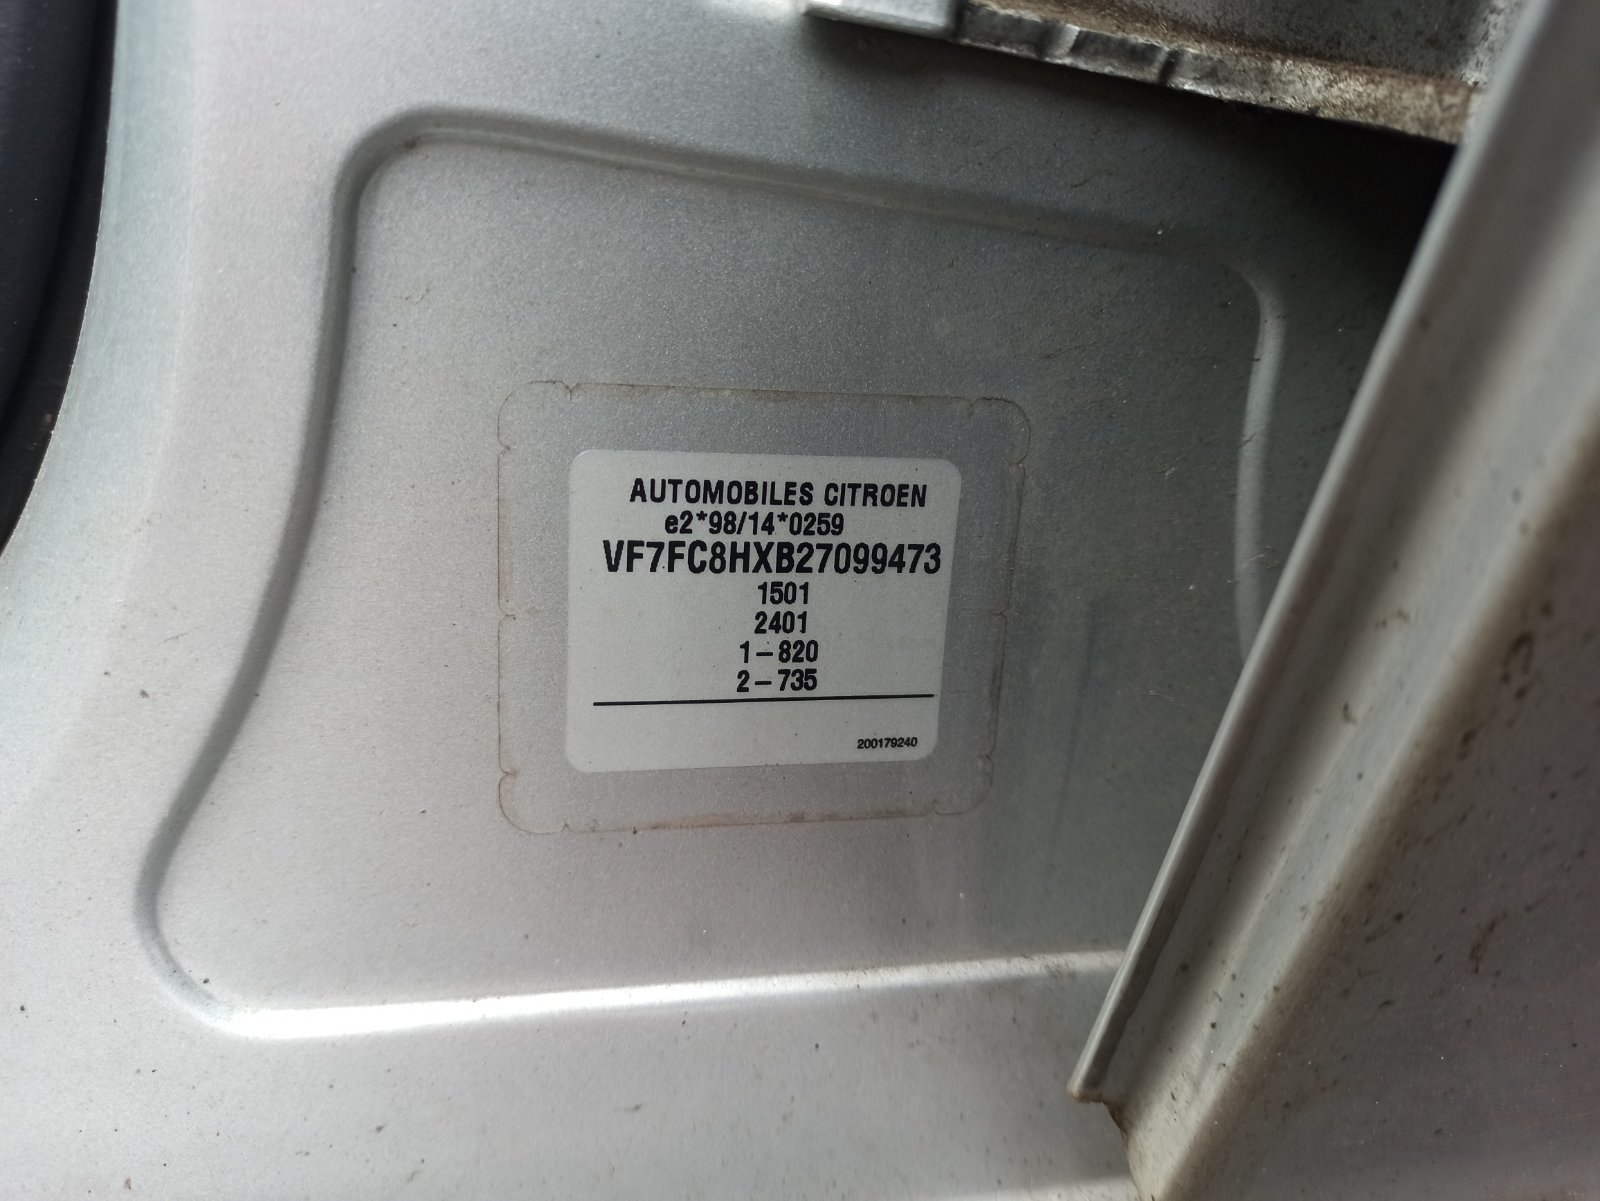 AUTOMOBILES CITROEN
e2*98/14*0259
VF7FC8HXB27099473
1501
2401
1-820
2-735
200179240